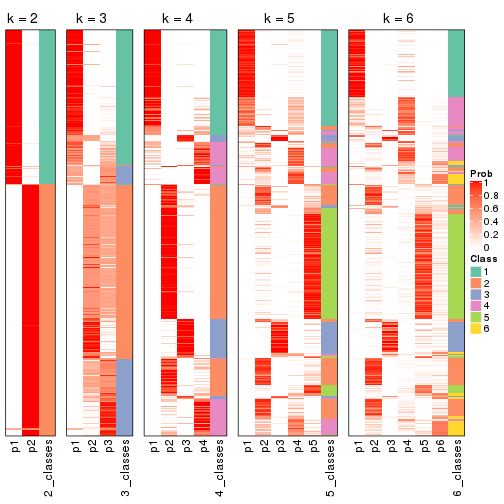 k = 2
k = 3
k = 4
k = 5
k = 6
p1
p2
2_classes
p1
p2
p3
3_classes
p1
p2
p3
p4
4_classes
p1
p2
p3
p4
p5
5_classes
p1
p2
p3
p4
p5
p6
6_classes
Prob
1
0.8
0.6
0.4
0.2
0
Class
1
2
3
4
5
6